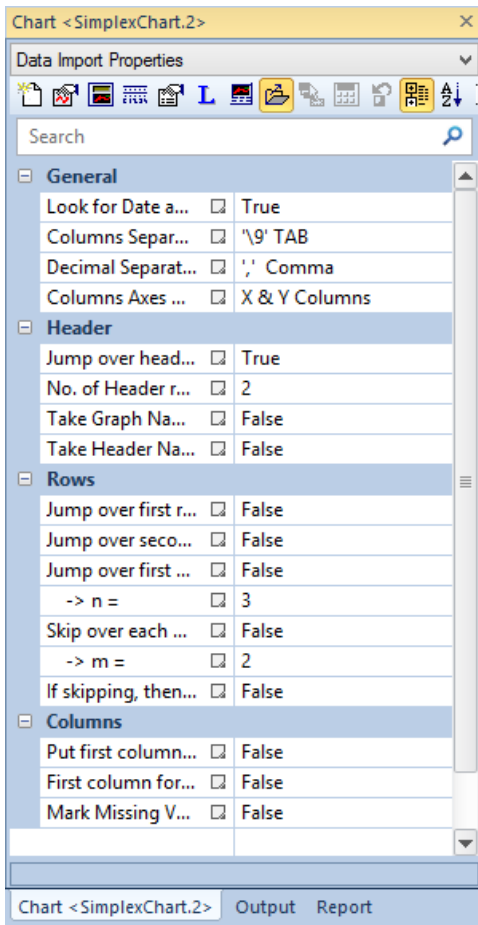 Chart <SimplexChart.2>
Data Import Properties
L
A Z
Search
General
Look for Date a... True
Columns Separ... '\9' TAB
Decimal Separat... ',' Comma
Columns Axes ... X & Y Columns
Header
Jump over head... True
No. of Header r... 2
Take Graph Na... False
Take Header Na... False
Rows
Jump over first r... False
Jump over seco... False
Jump over first ... False
-> n = 3
Skip over each ... False
-> m = 2
If skipping, then... False
Columns
Put first column... False
First column for... False
Mark Missing V... False
Chart <SimplexChart.2> Output Report